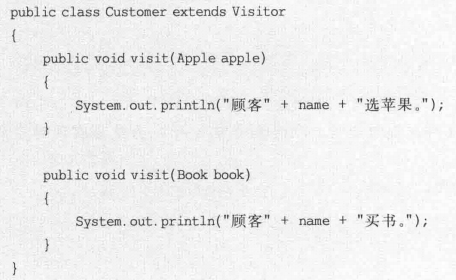 public class Customer extends Visitor
{
    public void visit(Apple apple)
    {
        System.out.println("顾客" + name + "选苹果。");
    }

    public void visit(Book book)
    {
        System.out.println("顾客" + name + "买书。");
    }
}